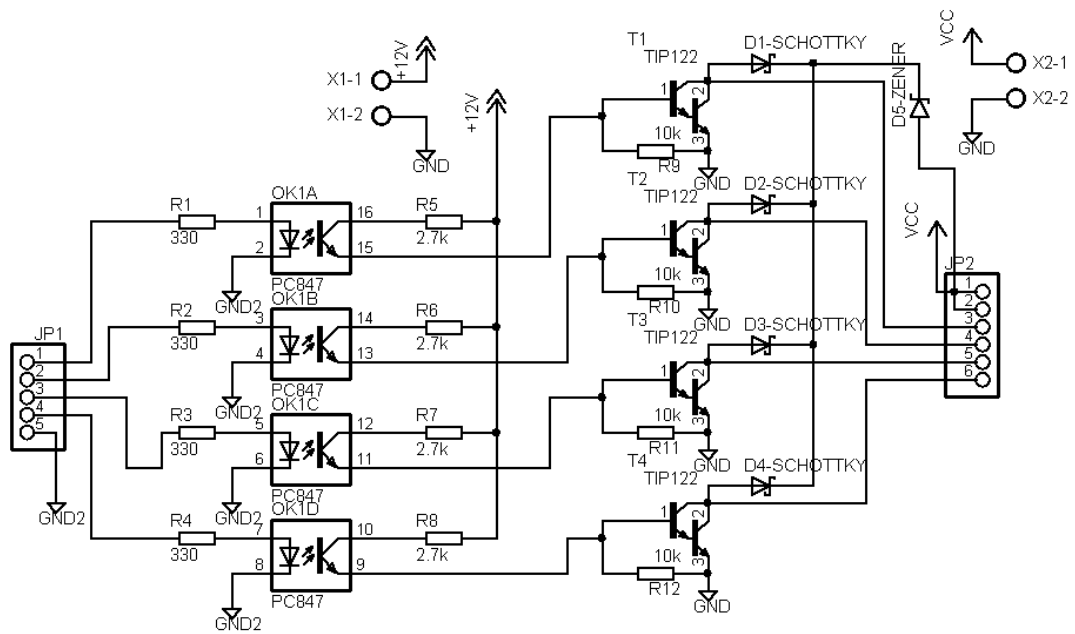 T1
TIP122
D1-SCHOTTKY
VCC
X2-1
X1-1
+12V
X1-2
+12V
D5-ZENER
X2-2
GND
GND
1
2
3
10k
R9
GND
T2
TIP122
D2-SCHOTTKY
OK1A
R1
330
1
2
16
15
R5
2.7k
PC847
GND2
1
2
3
10k
R10
GND
VCC
JP2
1
2
3
4
5
6
OK1B
R2
330
3
4
14
13
R6
2.7k
PC847
GND2
T3
TIP122
D3-SCHOTTKY
1
2
3
10k
R11
GND
JP1
1
2
3
4
5
GND2
OK1C
R3
330
5
6
12
11
R7
2.7k
PC847
GND2
T4
TIP122
D4-SCHOTTKY
1
2
3
10k
R12
GND
OK1D
R4
330
7
8
10
9
R8
2.7k
PC847
GND2